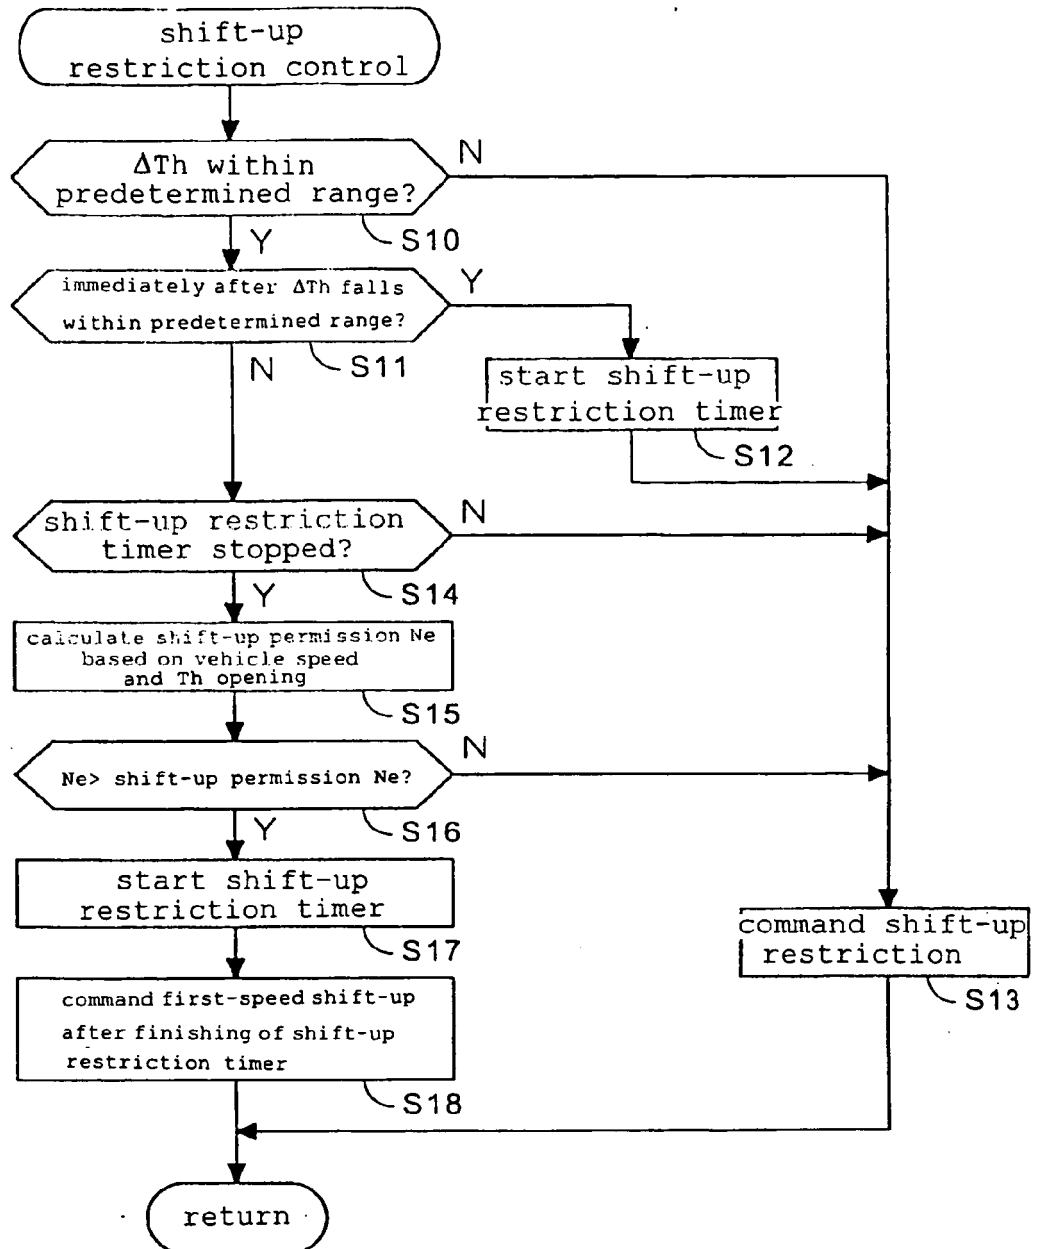 shift-up
restriction control
ΔTh within
predetermined range?
N
S10
Y
immediately after ΔTh falls
within predetermined range?
Y
S11
N
start shift-up
restriction timer
S12
shift-up restriction
timer stopped?
N
S14
Y
calculate shift-up permission Ne
based on vehicle speed
and Th opening
S15
Ne> shift-up permission Ne?
N
S16
Y
start shift-up
restriction timer
S17
command shift-up
restriction
S13
command first-speed shift-up
after finishing of shift-up
restriction timer
S18
return